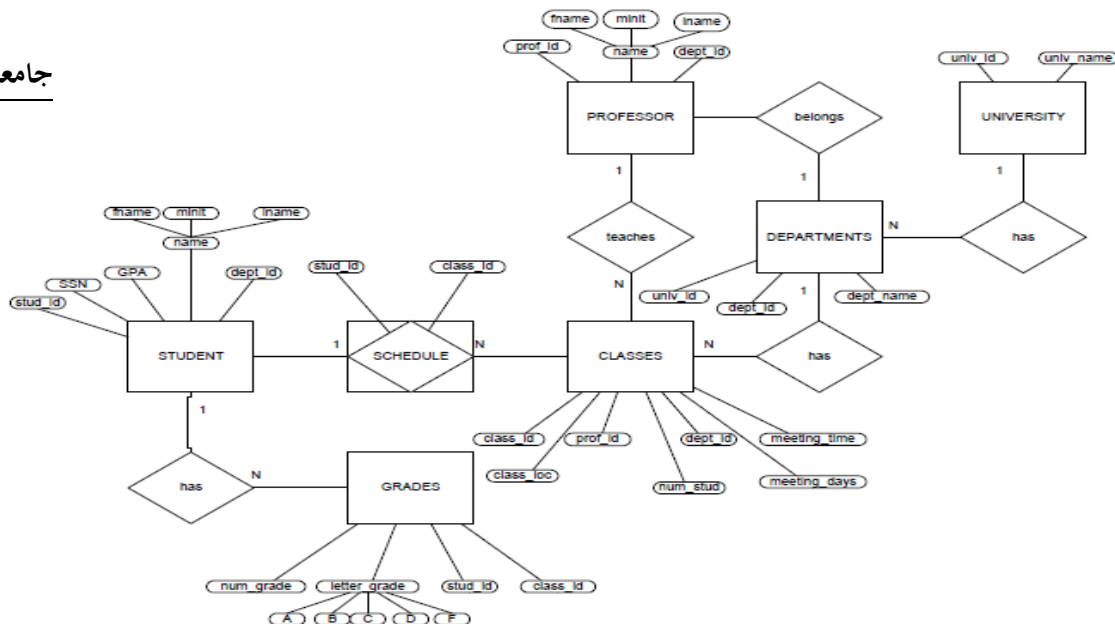 fname minit lname
prof_id name dept_id
univ_id univ_name
PROFESSOR belongs UNIVERSITY
1 1 1
fname minit lname
name
teaches DEPARTMENTS N has
stud_id class_id
SSN GPA dept_id
stud_id
N univ_id dept_id 1 dept_name
STUDENT 1 SCHEDULE N CLASSES N has
1
class_id prof_id dept_id meeting_time
class_loc num_stud meeting_days
has N GRADES
num_grade letter_grade stud_id class_id
A B C D F